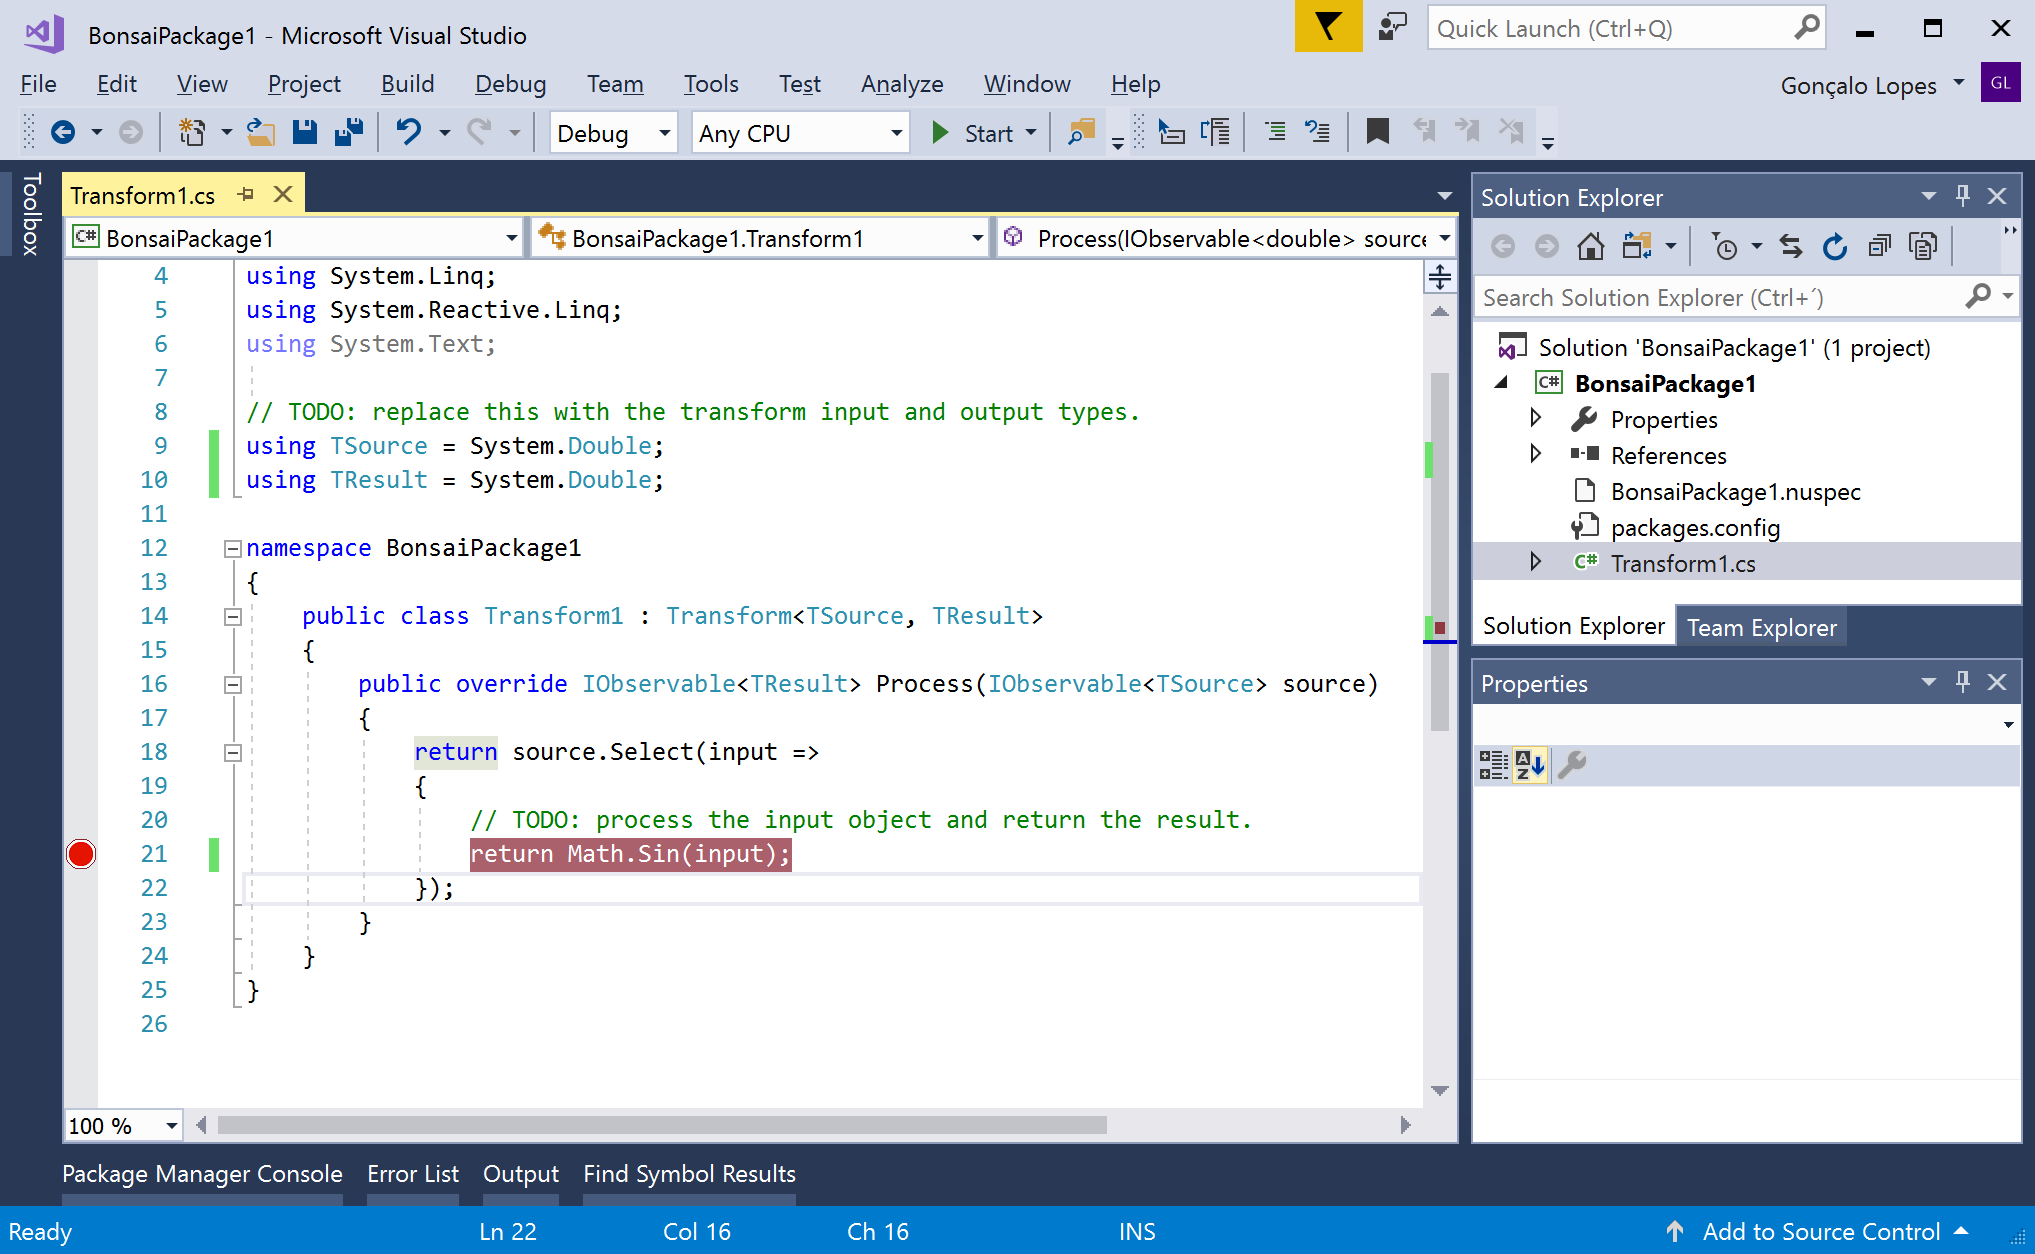 BonsaiPackage1 - Microsoft Visual Studio
Quick Launch (Ctrl+Q)
File Edit View Project Build Debug Team Tools Test Analyze Window Help
Gonçalo Lopes GL
Debug Any CPU Start
Toolbox
Transform1.cs
C# BonsaiPackage1 BonsaiPackage1.Transform1 Process(IObservable<double> source
4 using System.Linq;
5 using System.Reactive.Linq;
6 using System.Text;
7
8 // TODO: replace this with the transform input and output types.
9 using TSource = System.Double;
10 using TResult = System.Double;
11
12 namespace BonsaiPackage1
13 {
14 public class Transform1 : Transform<TSource, TResult>
15 {
16 public override IObservable<TResult> Process(IObservable<TSource> source)
17 {
18 return source.Select(input =>
19 {
20 // TODO: process the input object and return the result.
21 return Math.Sin(input);
22 });
23 }
24 }
25 }
26
100 %
Solution Explorer
Search Solution Explorer (Ctrl+´)
Solution 'BonsaiPackage1' (1 project)
C# BonsaiPackage1
Properties
References
BonsaiPackage1.nuspec
packages.config
C# Transform1.cs
Solution Explorer Team Explorer
Properties
AZ
Package Manager Console Error List Output Find Symbol Results
Ready Ln 22 Col 16 Ch 16 INS Add to Source Control